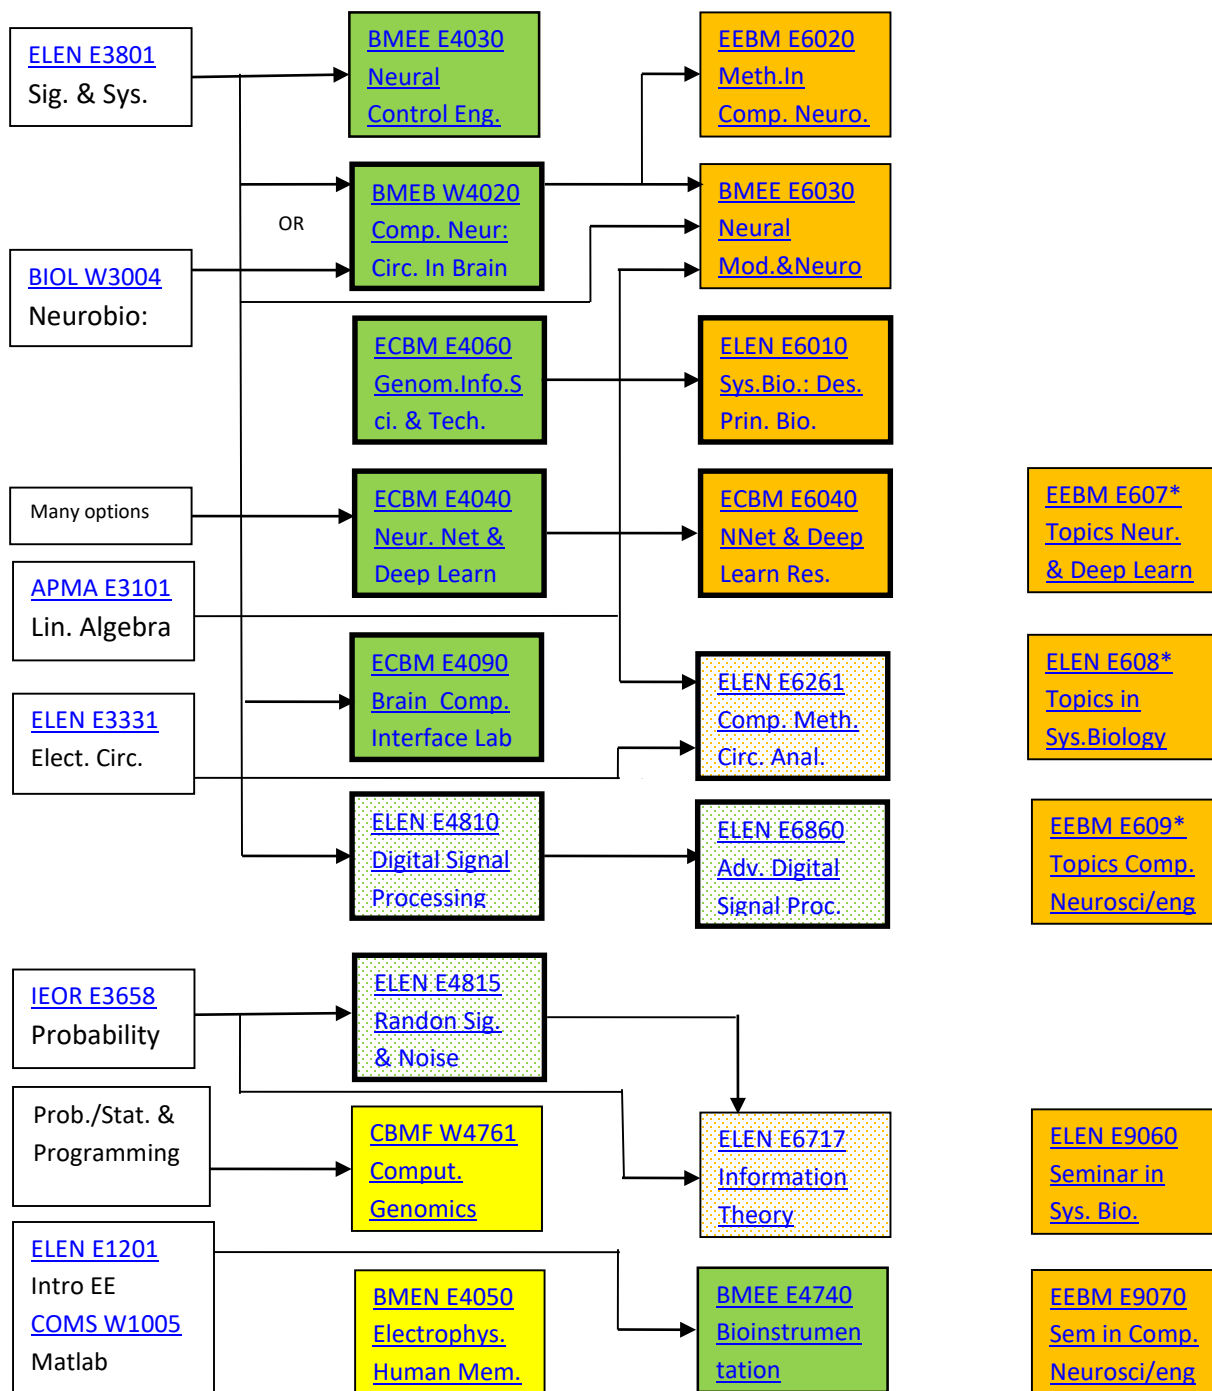 ELEN E3801
Sig. & Sys.
BMEE E4030
Neural
Control Eng.
EEBM E6020
Meth.In
Comp. Neuro.
BMEB W4020
Comp. Neur:
Circ. In Brain
OR
BMEE E6030
Neural
Mod.&Neuro
BIOL W3004
Neurobio:
ECBM E4060
Genom.Info.S
ci. & Tech.
ELEN E6010
Sys.Bio.: Des.
Prin. Bio.
Many options
ECBM E4040
Neur. Net &
Deep Learn
ECBM E6040
NNet & Deep
Learn Res.
EEBM E607*
Topics Neur.
& Deep Learn
APMA E3101
Lin. Algebra
ECBM E4090
Brain Comp.
Interface Lab
ELEN E6261
Comp. Meth.
Circ. Anal.
ELEN E608*
Topics in
Sys.Biology
ELEN E3331
Elect. Circ.
ELEN E4810
Digital Signal
Processing
ELEN E6860
Adv. Digital
Signal Proc.
EEBM E609*
Topics Comp.
Neurosci/eng
IEOR E3658
Probability
ELEN E4815
Randon Sig.
& Noise
Prob./Stat. &
Programming
CBMF W4761
Comput.
Genomics
ELEN E6717
Information
Theory
ELEN E9060
Seminar in
Sys. Bio.
ELEN E1201
Intro EE
COMS W1005
Matlab
BMEN E4050
Electrophys.
Human Mem.
BMEE E4740
Bioinstrumen
tation
EEBM E9070
Sem in Comp.
Neurosci/eng